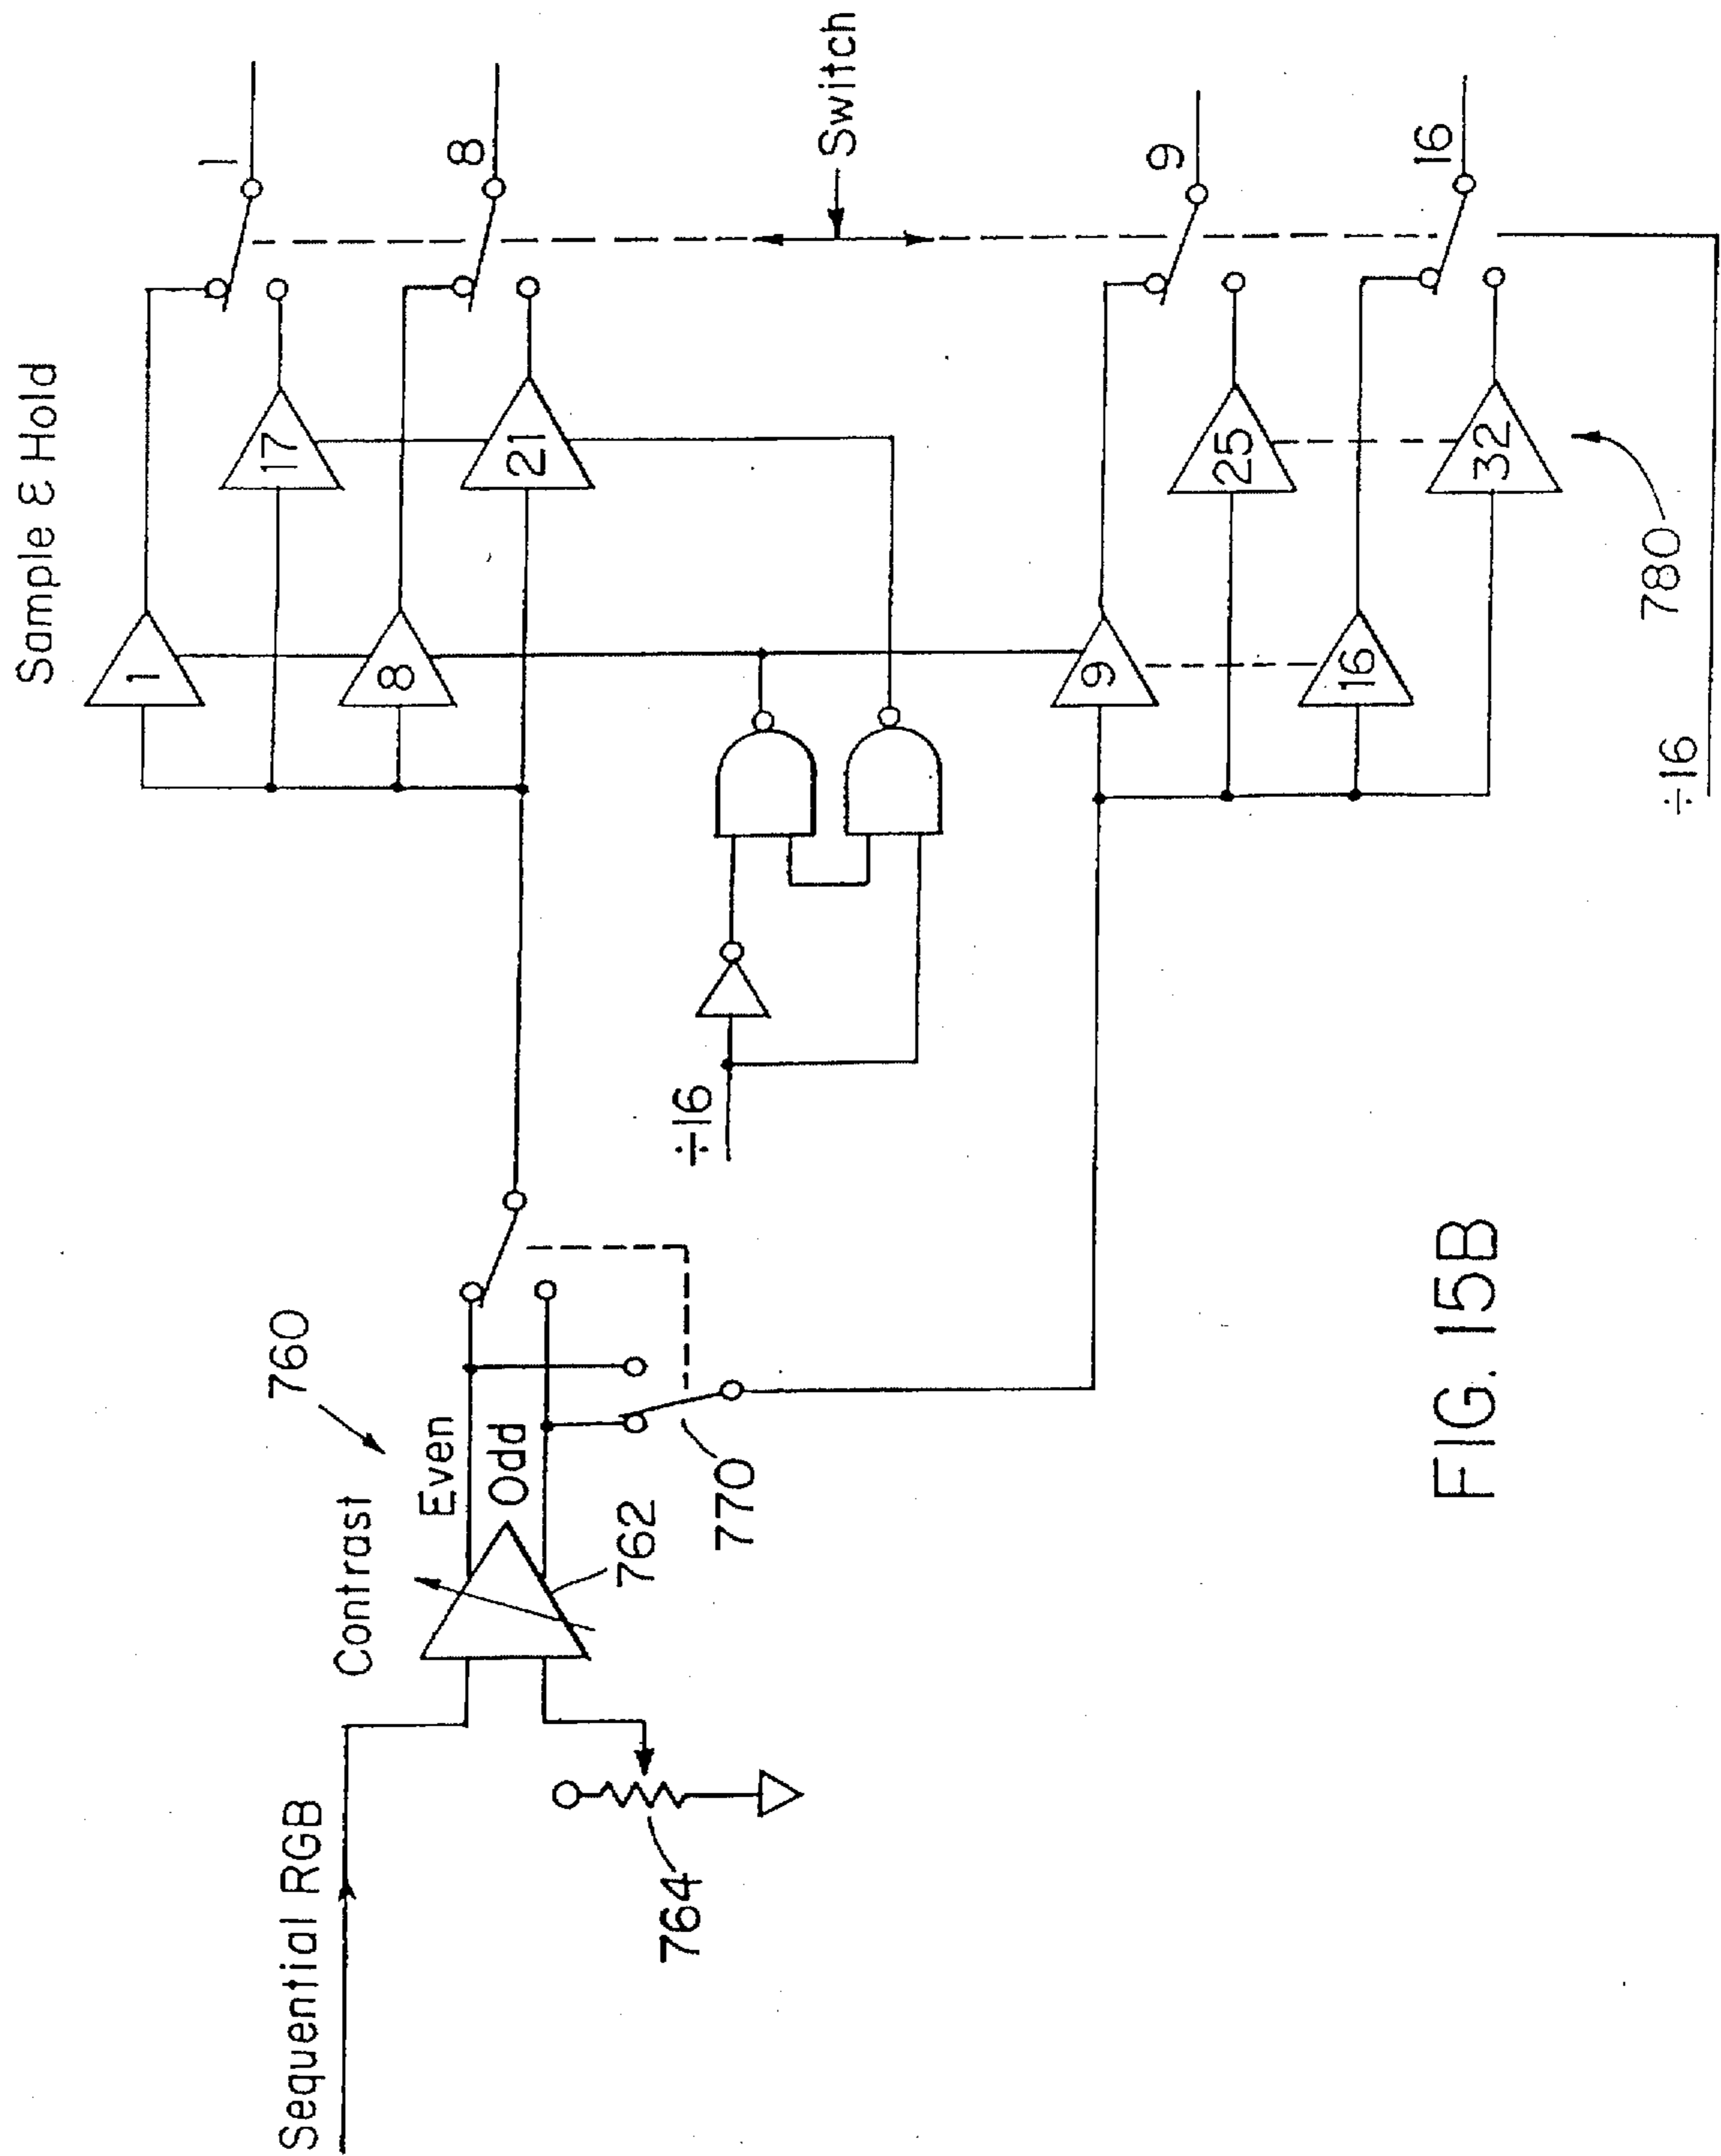 Sample & Hold
1
17
8
21
1
8
Switch
9
25
16
32
9
16
780
÷16
÷16
760
Contrast
Even
Odd
762
770
Sequential RGB
764
FIG. 15B